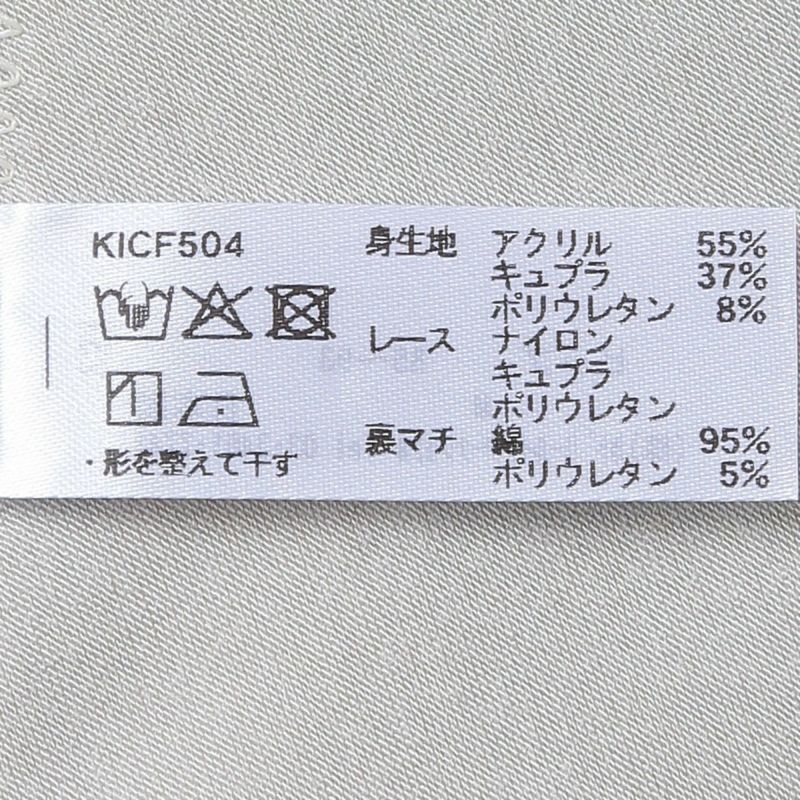 KICF504
・形を整えて干す
身生地 アクリル 55%
キュプラ 37%
ポリウレタン 8%
レース ナイロン
キュプラ
ポリウレタン
裏マチ 綿 95%
ポリウレタン 5%